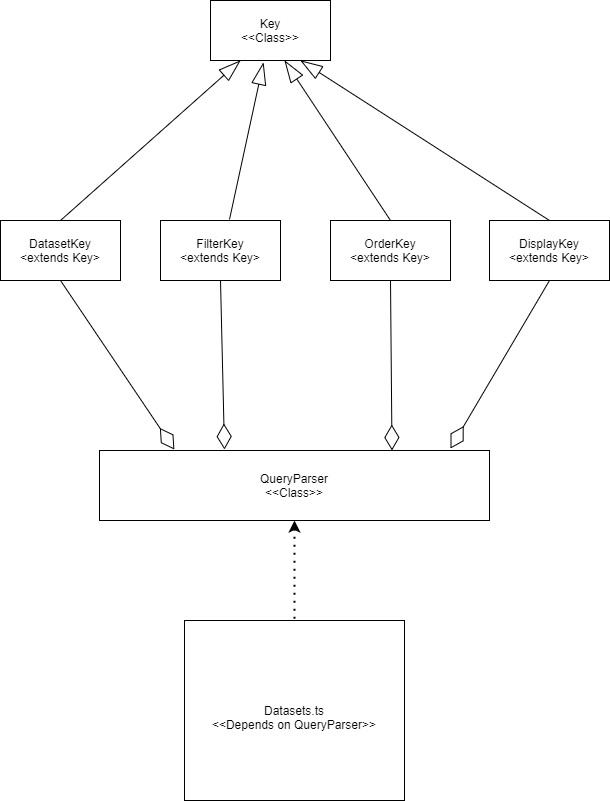 Key
<<Class>>
DatasetKey
<extends Key>
FilterKey
<extends Key>
OrderKey
<extends Key>
DisplayKey
<extends Key>
QueryParser
<<Class>>
Datasets.ts
<<Depends on QueryParser>>